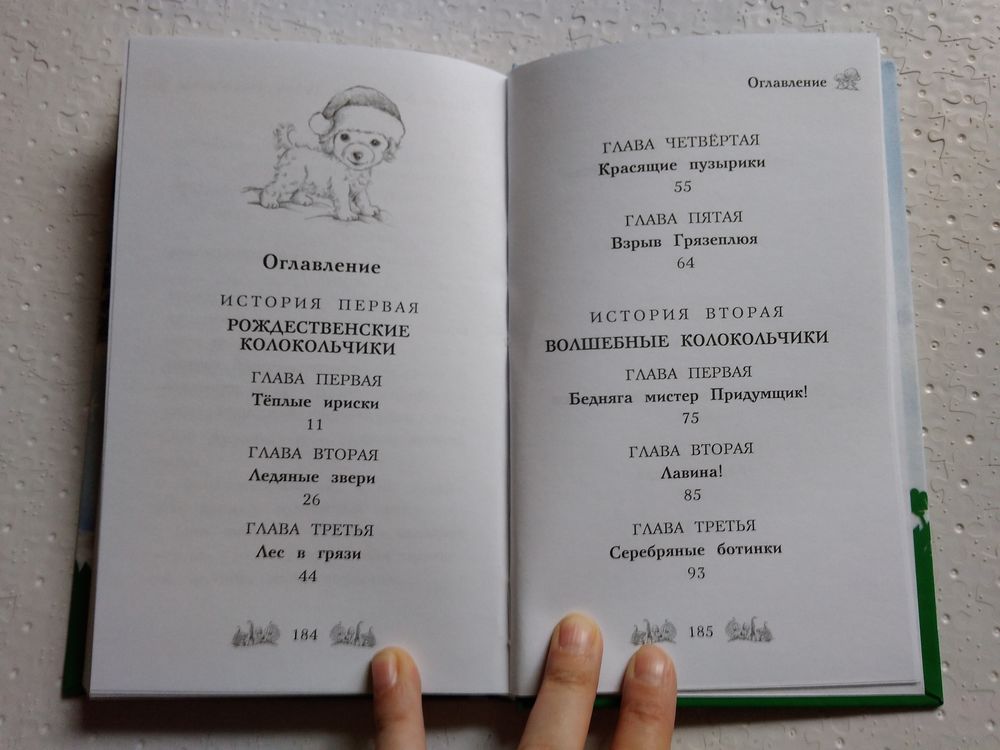 Оглавление
ИСТОРИЯ ПЕРВАЯ
РОЖДЕСТВЕНСКИЕ
КОЛОКОЛЬЧИКИ
ГЛАВА ПЕРВАЯ
Тёплые ириски
11
ГЛАВА ВТОРАЯ
Ледяные звери
26
ГЛАВА ТРЕТЬЯ
Лес в грязи
44
184
Оглавление
ГЛАВА ЧЕТВЁРТАЯ
Красящие пузырики
55
ГЛАВА ПЯТАЯ
Взрыв Грязеплюя
64
ИСТОРИЯ ВТОРАЯ
ВОЛШЕБНЫЕ КОЛОКОЛЬЧИКИ
ГЛАВА ПЕРВАЯ
Бедняга мистер Придумщик!
75
ГЛАВА ВТОРАЯ
Лавина!
85
ГЛАВА ТРЕТЬЯ
Серебряные ботинки
93
185